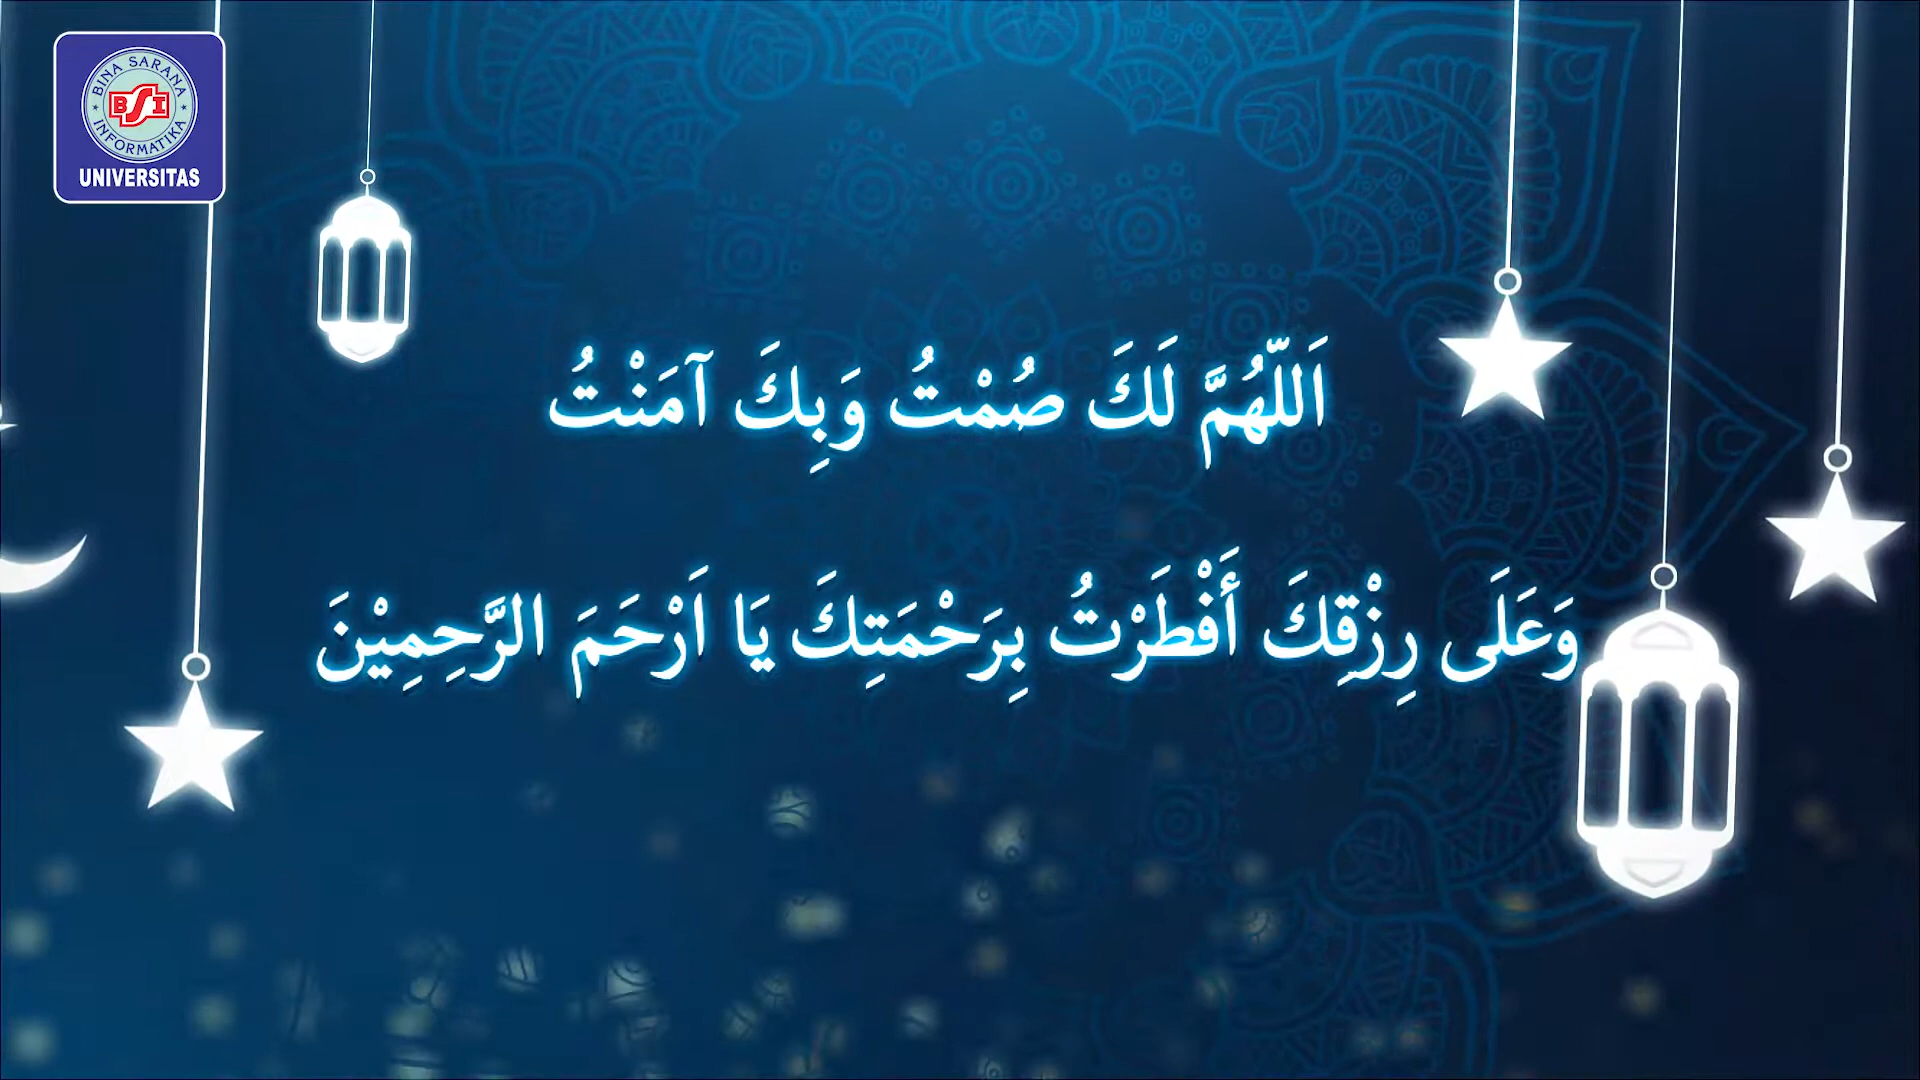 BINA SARANA
BSI
INFORMATIKA
UNIVERSITAS
اَللّهُمَّ لَكَ صُمْتُ وَبِكَ آمَنْتُ
وَعَلَى رِزْقِكَ أَفْطَرْتُ بِرَحْمَتِكَ يَا اَرْحَمَ الرَّحِمِيْنَ